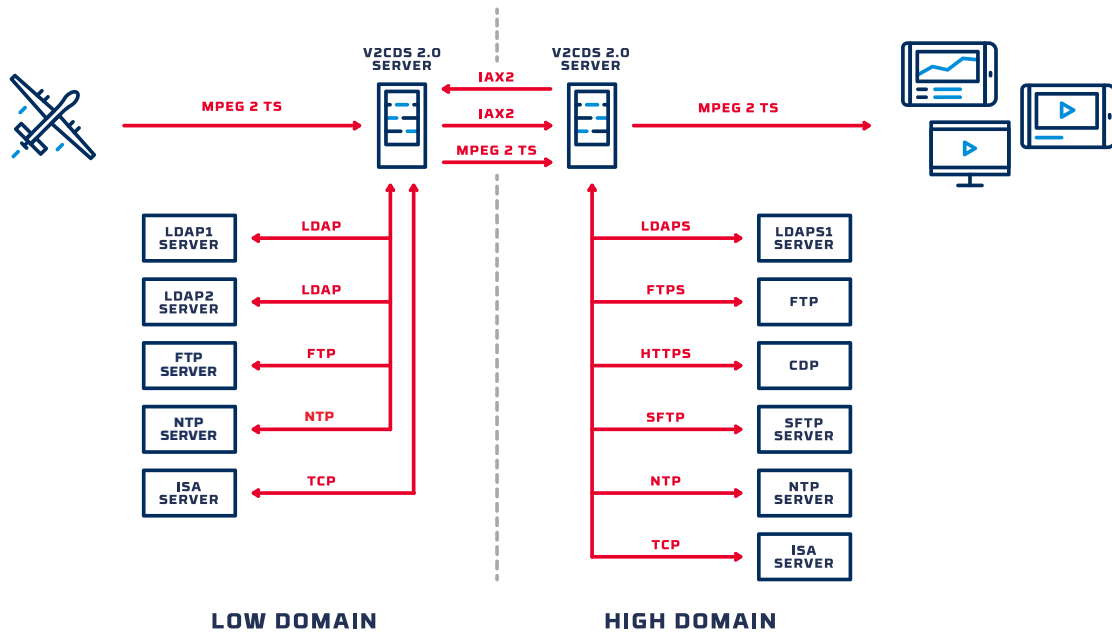 V2CDS 2.0
SERVER
V2CDS 2.0
SERVER
IAX2
MPEG 2 TS
IAX2
MPEG 2 TS
MPEG 2 TS
LDAP1
SERVER
LDAP
LDAPS
LDAPS1
SERVER
LDAP2
SERVER
LDAP
FTPS
FTP
FTP
SERVER
FTP
HTTPS
CDP
NTP
SERVER
NTP
SFTP
SFTP
SERVER
ISA
SERVER
TCP
NTP
NTP
SERVER
TCP
ISA
SERVER
LOW DOMAIN
HIGH DOMAIN